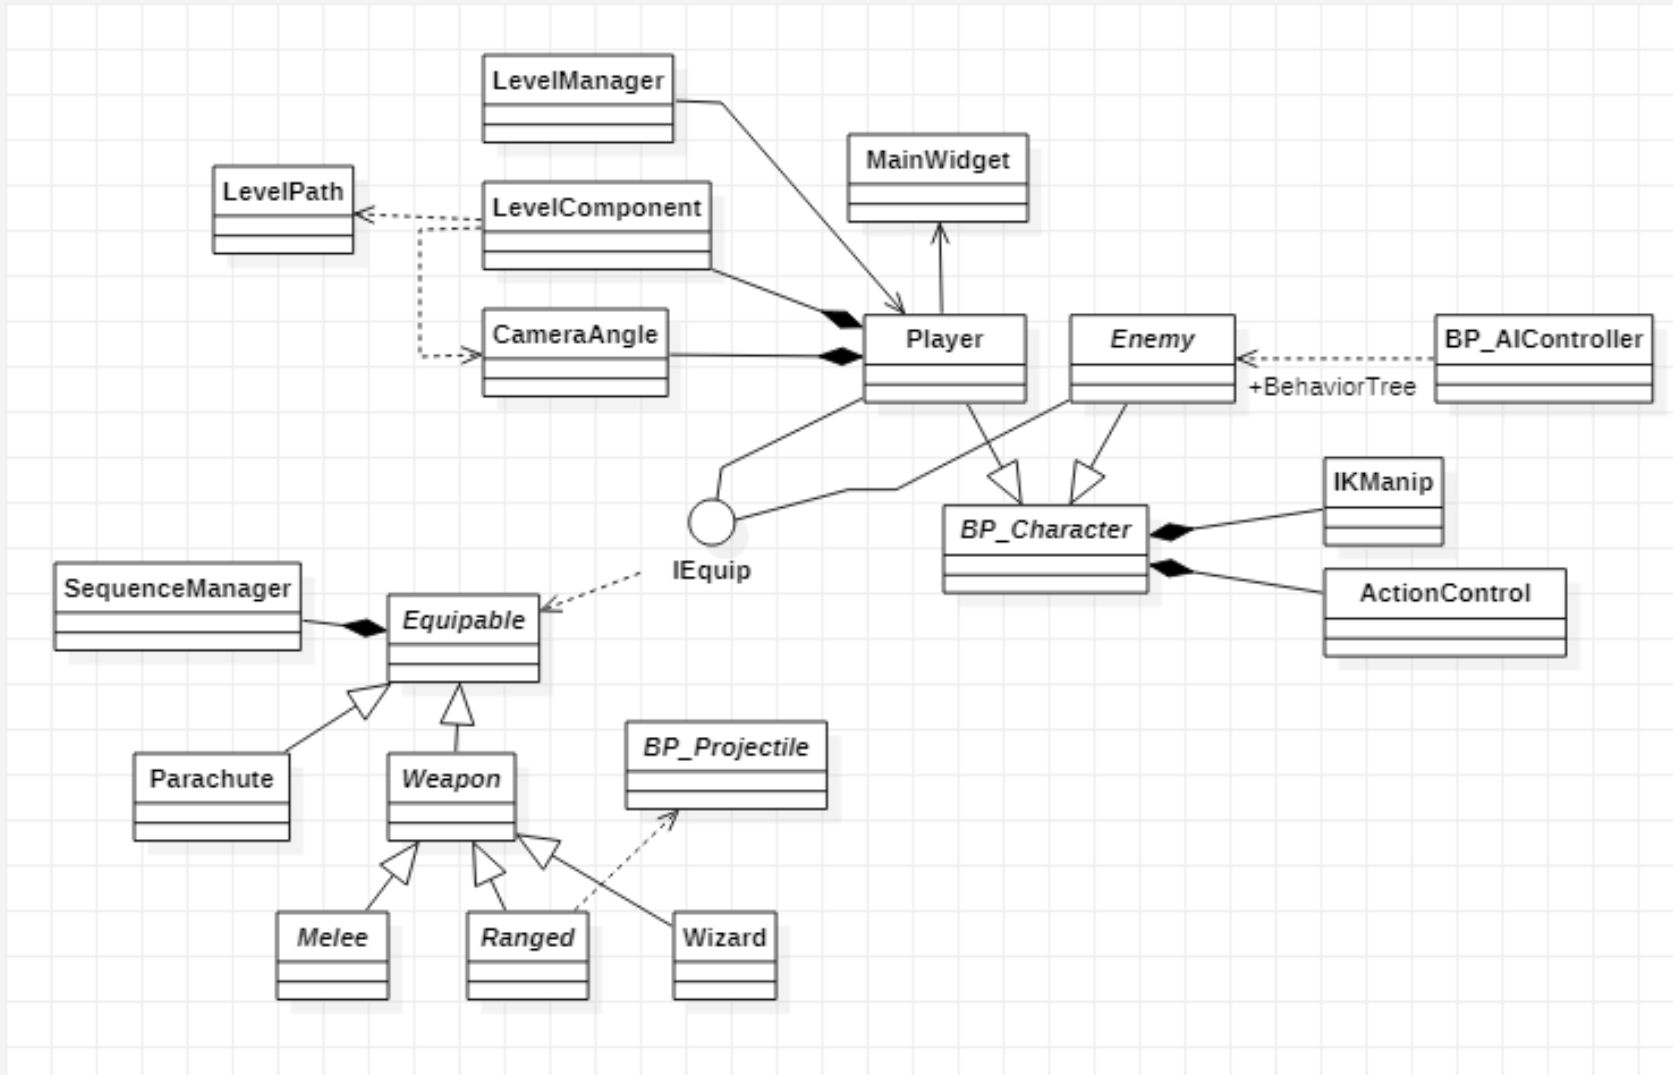 LevelManager
MainWidget
LevelPath
LevelComponent
CameraAngle
Player
Enemy
BP_AIController
+BehaviorTree
IKManip
BP_Character
IEquip
SequenceManager
ActionControl
Equipable
BP_Projectile
Parachute
Weapon
Melee
Ranged
Wizard